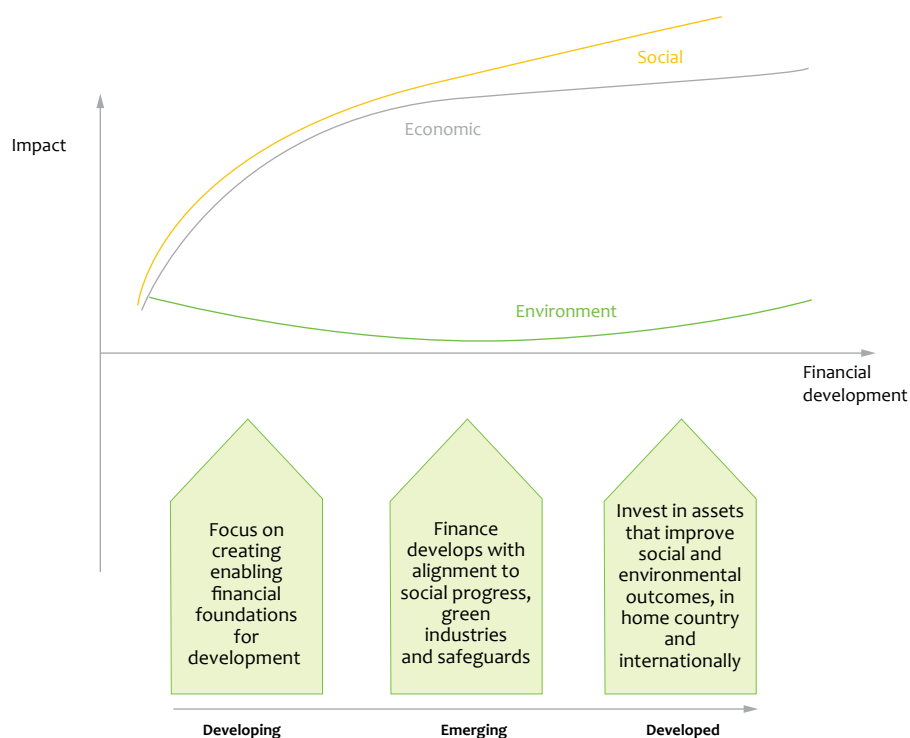 Social
Economic
Impact
Environment
Financial
development
Focus on
creating
enabling
financial
foundations
for
development
Finance
develops with
alignment to
social progress,
green
industries
and safeguards
Invest in assets
that improve
social and
environmental
outcomes, in
home country
and
internationally
Developing
Emerging
Developed